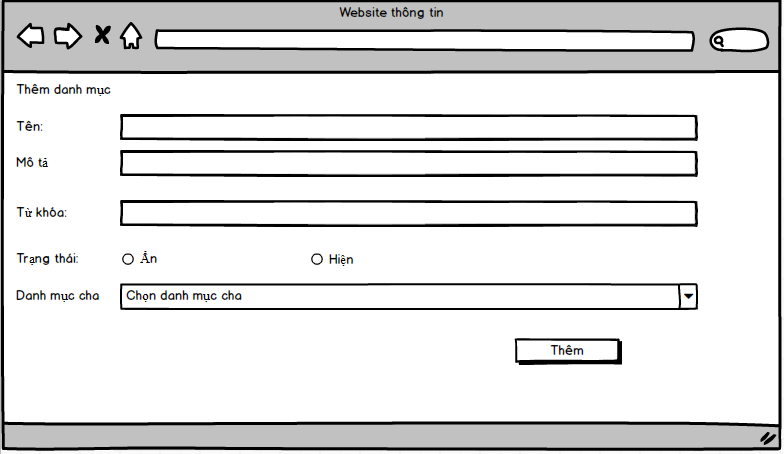 Website thông tin
Thêm danh mục
Tên:
Mô tả
Từ khóa:
Trạng thái:
Ẩn
Hiện
Danh mục cha
Chọn danh mục cha
Thêm